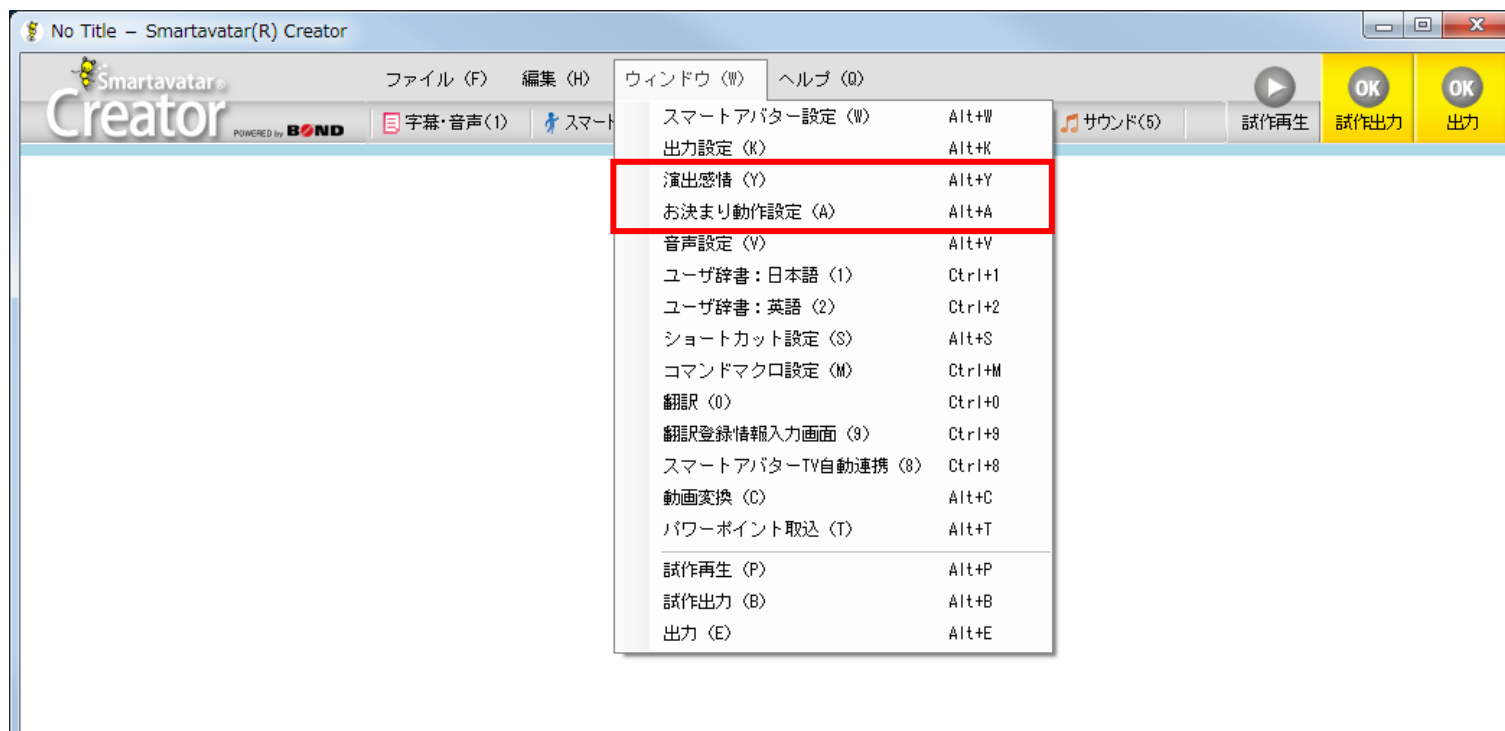 No Title – Smartavatar(R) Creator
Smartavatar®
Creator POWERED by BOND
ファイル (F) 編集 (H) ウィンドウ (W) ヘルプ (Q)
字幕・音声(1) スマート サウンド(5) 試作再生 OK 試作出力 OK 出力
スマートアバター設定 (W) Alt+W
出力設定 (K) Alt+K
演出感情 (Y) Alt+Y
お決まり動作設定 (A) Alt+A
音声設定 (V) Alt+V
ユーザ辞書：日本語 (1) Ctrl+1
ユーザ辞書：英語 (2) Ctrl+2
ショートカット設定 (S) Alt+S
コマンドマクロ設定 (M) Ctrl+M
翻訳 (0) Ctrl+0
翻訳登録情報入力画面 (9) Ctrl+9
スマートアバターTV自動連携 (8) Ctrl+8
動画変換 (C) Alt+C
パワーポイント取込 (T) Alt+T
試作再生 (P) Alt+P
試作出力 (B) Alt+B
出力 (E) Alt+E